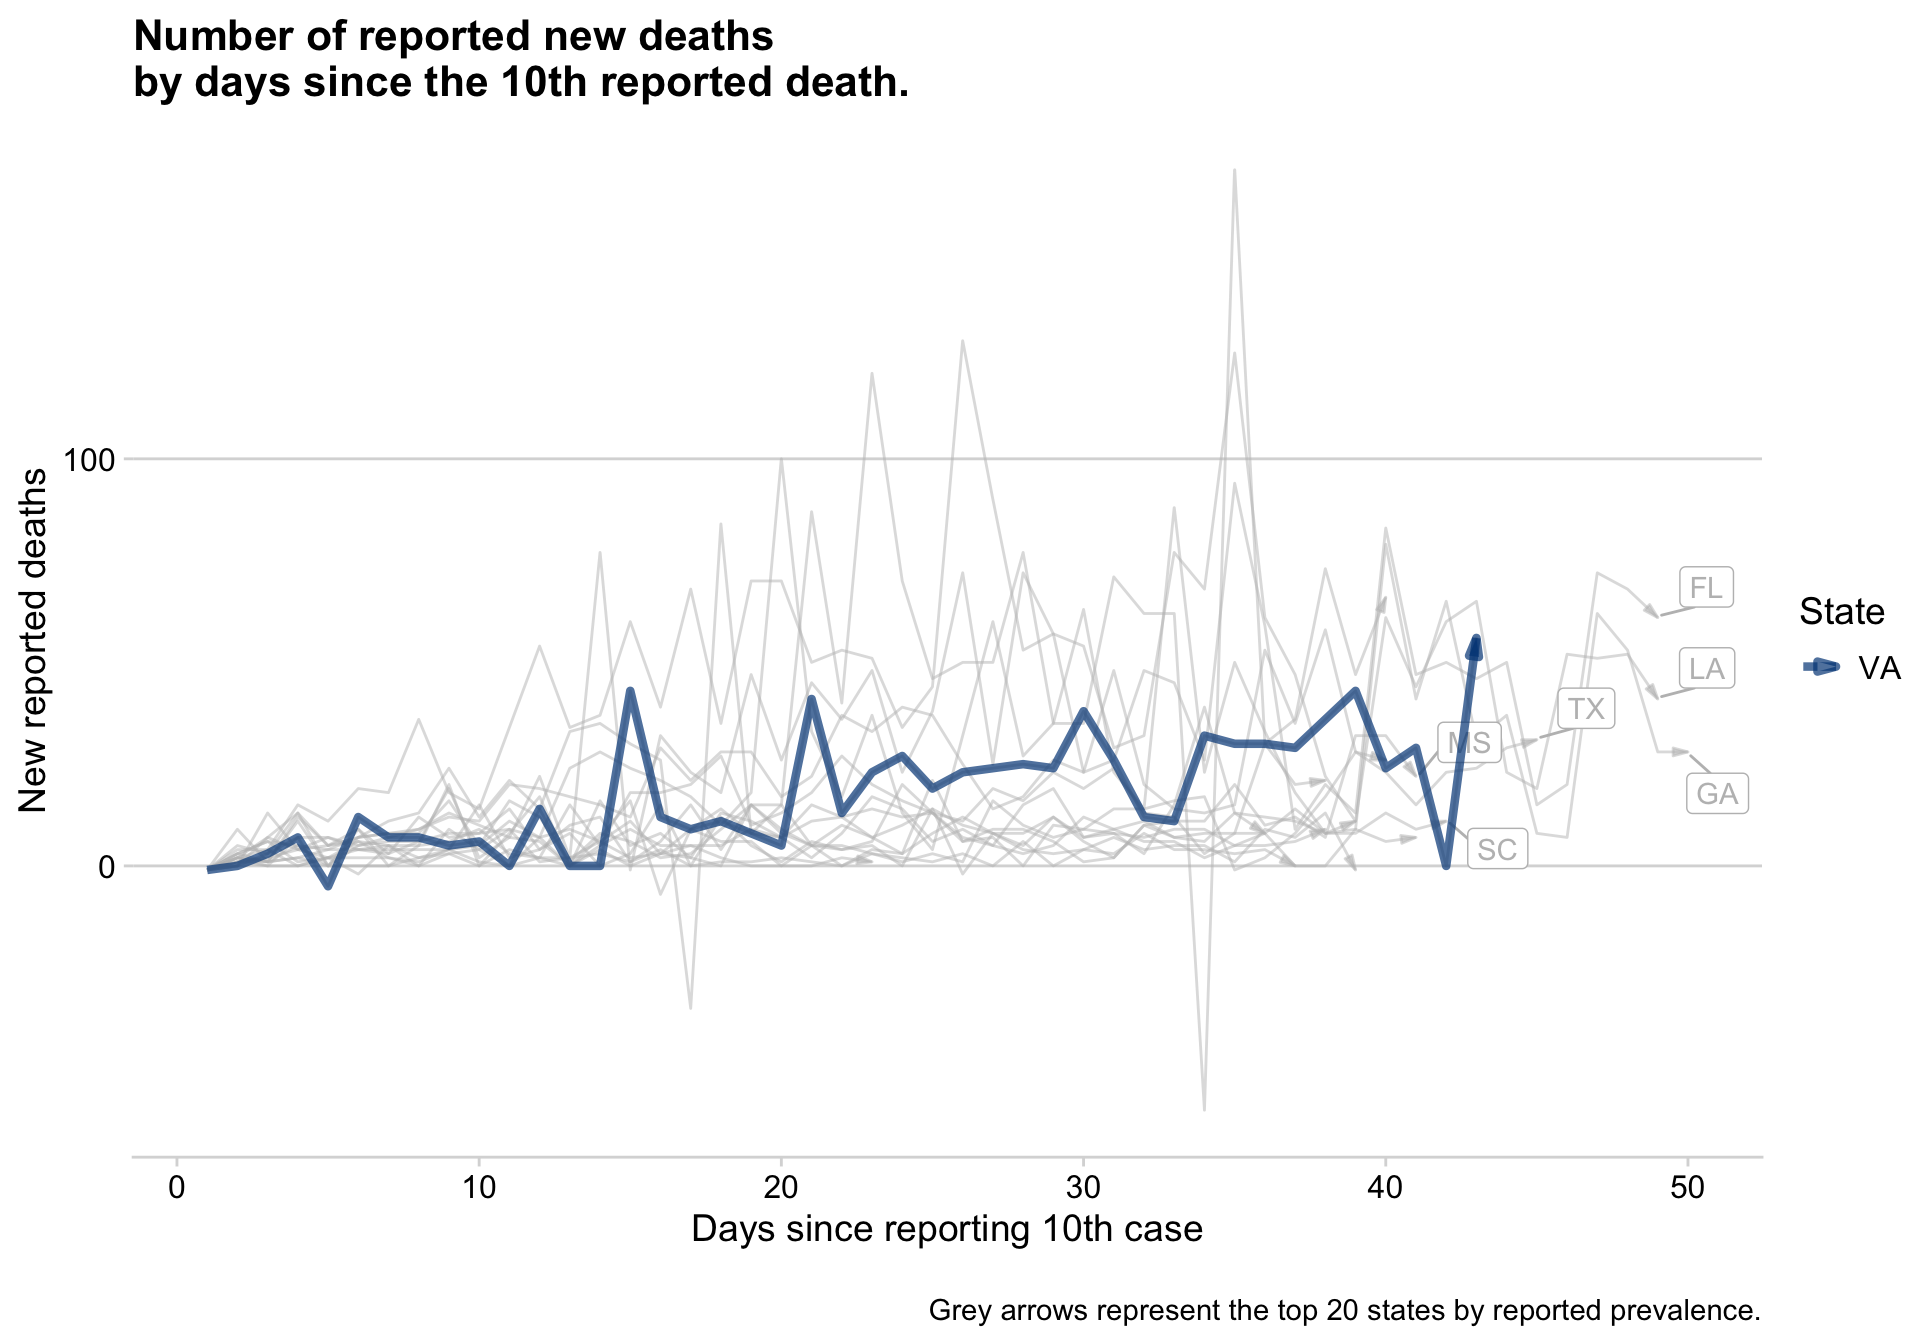 Number of reported new deaths
by days since the 10th reported death.
New reported deaths
100
0
FL
LA
TX
MS
GA
SC
State
VA
0 10 20 30 40 50
Days since reporting 10th case
Grey arrows represent the top 20 states by reported prevalence.